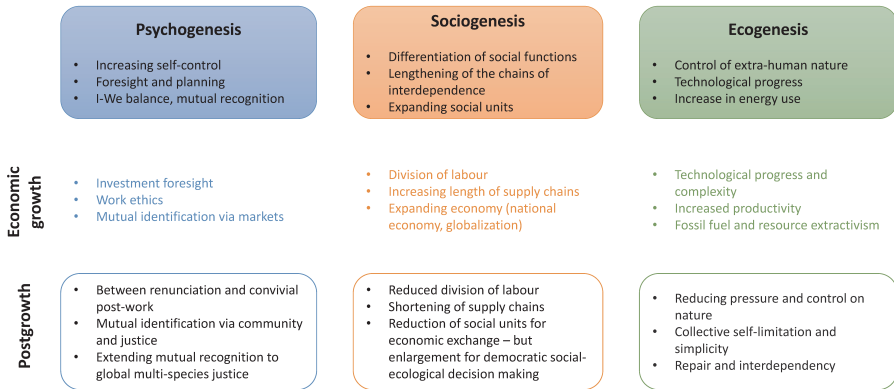 Psychogenesis
• Increasing self-control
• Foresight and planning
• I-We balance, mutual recognition
Sociogenesis
• Differentiation of social functions
• Lengthening of the chains of
interdependence
• Expanding social units
Ecogenesis
• Control of extra-human nature
• Technological progress
• Increase in energy use
Economic
growth
• Investment foresight
• Work ethics
• Mutual identification via markets
• Division of labour
• Increasing length of supply chains
• Expanding economy (national
economy, globalization)
• Technological progress and
complexity
• Increased productivity
• Fossil fuel and resource extractivism
Postgrowth
• Between renunciation and convivial
post-work
• Mutual identification via community
and justice
• Extending mutual recognition to
global multi-species justice
• Reduced division of labour
• Shortening of supply chains
• Reduction of social units for
economic exchange – but
enlargement for democratic social-
ecological decision making
• Reducing pressure and control on
nature
• Collective self-limitation and
simplicity
• Repair and interdependency